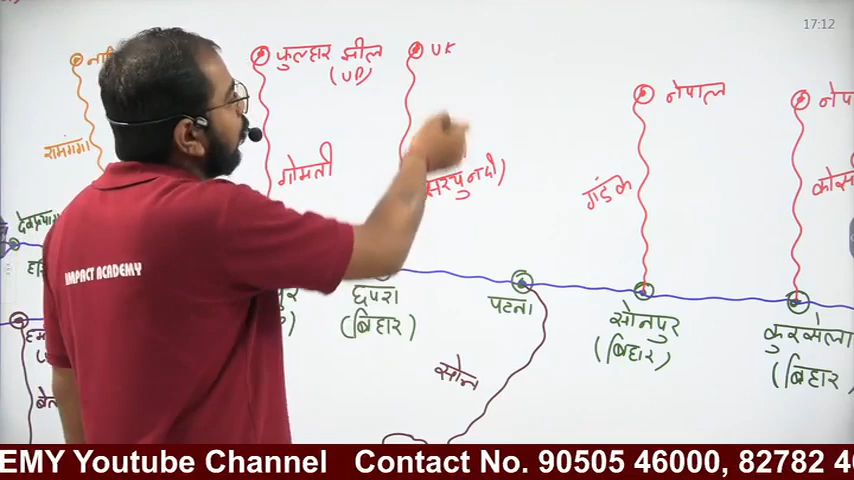 17:12
फुल्हार झील
(UP)
UK
नेपाल
रामगंगा
गोमती
सरयु नदी)
गंडक
IMPACT ACADEMY
छपरा
(बिहार)
पटना
सोनपुर
(बिहार)
कुरसेला
(बिहार)
सोन
EMY Youtube Channel Contact No. 90505 46000, 82782 4